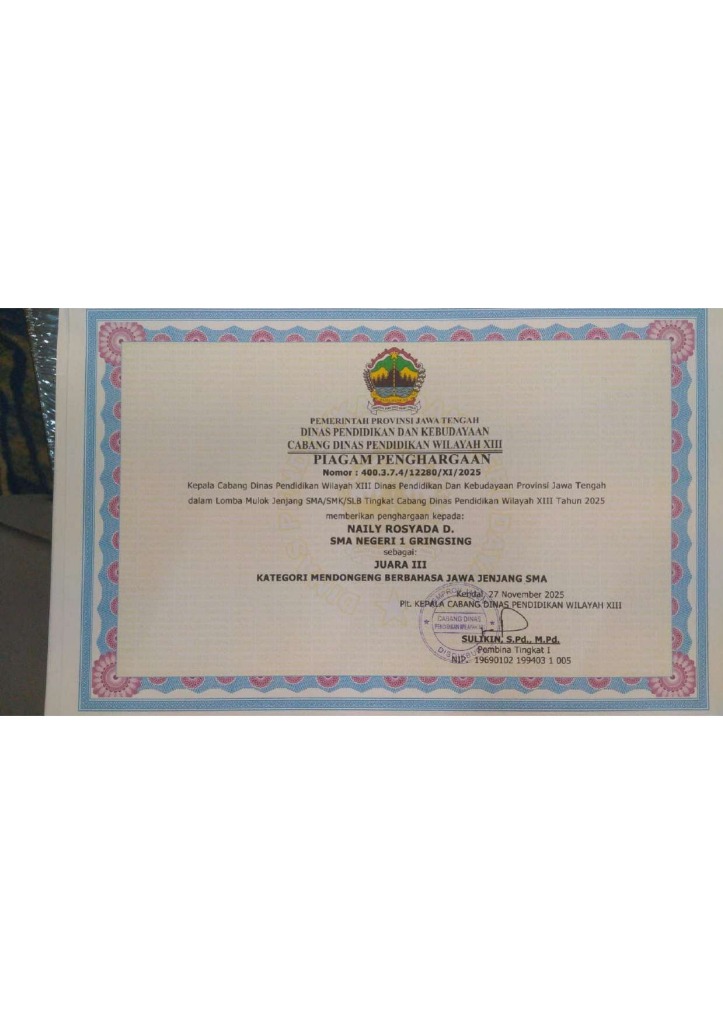 PEMERINTAH PROVINSI JAWA TENGAH
DINAS PENDIDIKAN DAN KEBUDAYAAN
CABANG DINAS PENDIDIKAN WILAYAH XIII
PIAGAM PENGHARGAAN
Nomor : 400.3.7.4/12280/XI/2025
Kepala Cabang Dinas Pendidikan Wilayah XIII Dinas Pendidikan Dan Kebudayaan Provinsi Jawa Tengah
dalam Lomba Mulok Jenjang SMA/SMK/SLB Tingkat Cabang Dinas Pendidikan Wilayah XIII Tahun 2025
memberikan penghargaan kepada:
NAILY ROSYADA D.
SMA NEGERI 1 GRINGSING
sebagai:
JUARA III
KATEGORI MENDONGENG BERBAHASA JAWA JENJANG SMA
Kendal, 27 November 2025
Plt. KEPALA CABANG DINAS PENDIDIKAN WILAYAH XIII
CABANG DINAS
SULIKIN, S.Pd., M.Pd.
Pembina Tingkat I
NIP. 19690102 199403 1 005